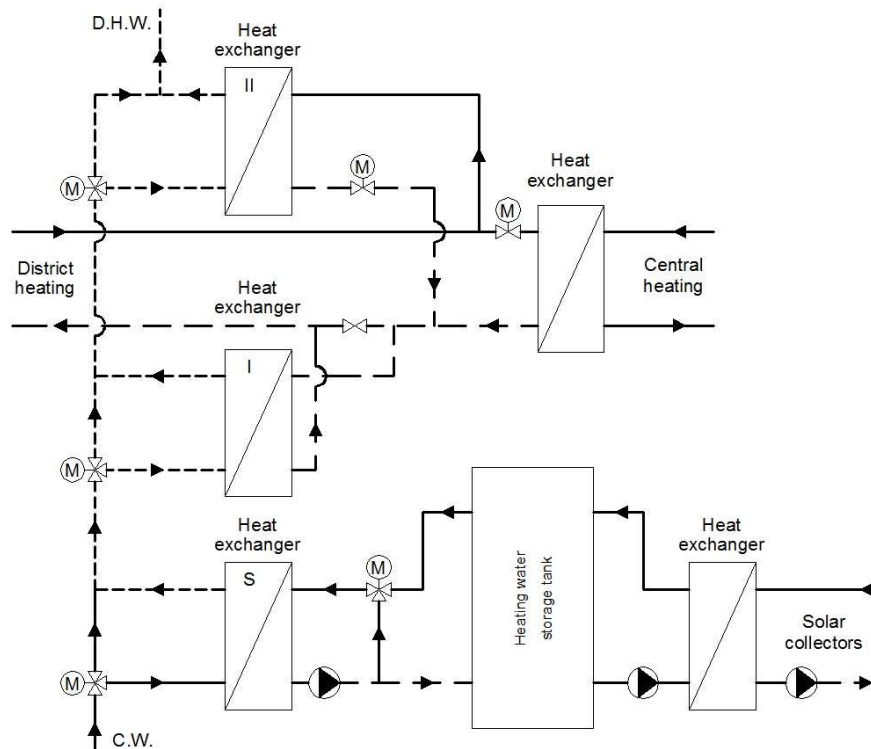 D.H.W.
Heat
exchanger
II
M
M
Heat
exchanger
M
District
heating
Heat
exchanger
Central
heating
I
M
Heat
exchanger
S
M
Heating water
storage tank
Heat
exchanger
Solar
collectors
M
C.W.